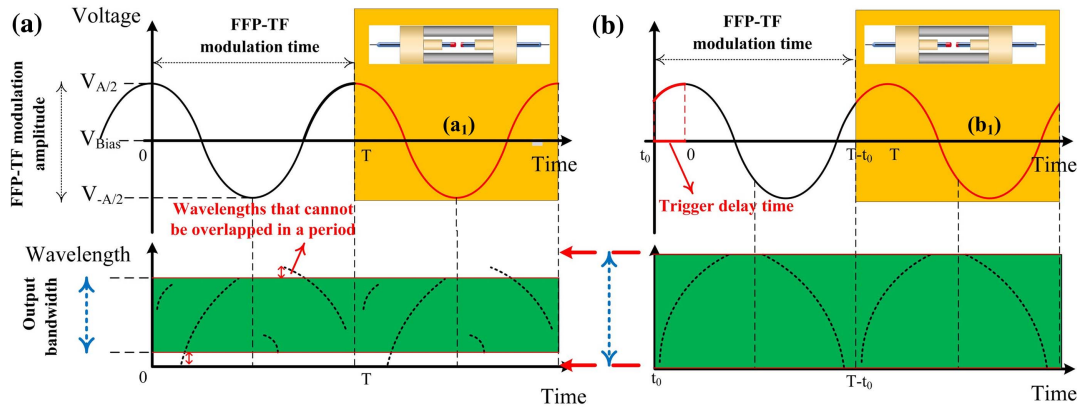 (a)
Voltage
FFP-TF
modulation time
V_A/2
V_Bias
V_-A/2
FFP-TF modulation
amplitude
0
T
(a₁)
Time
Wavelengths that cannot
be overlapped in a period
Wavelength
Output
bandwidth
0
T
Time
(b)
FFP-TF
modulation time
t₀
0
T-t₀
T
(b₁)
Time
Trigger delay time
t₀
T-t₀
Time